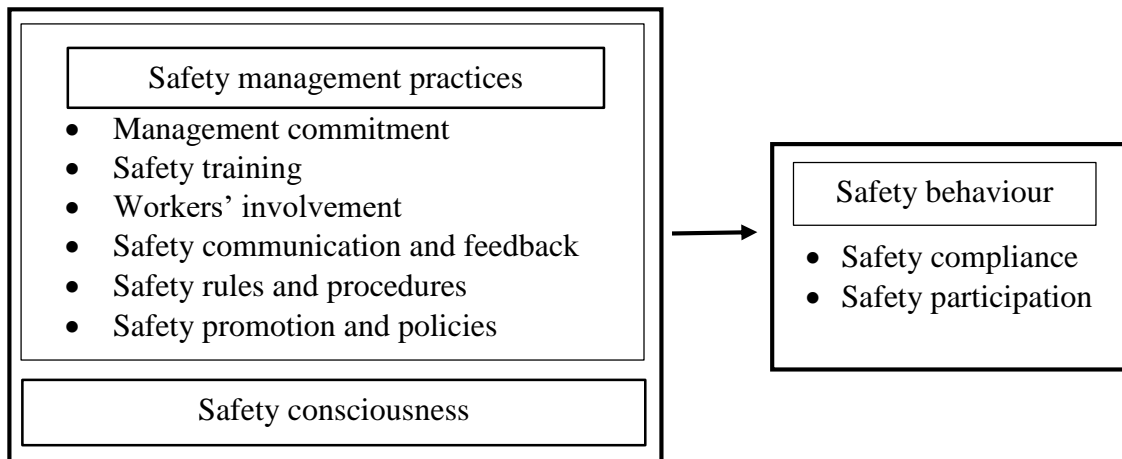 Safety management practices
• Management commitment
• Safety training
• Workers’ involvement
• Safety communication and feedback
• Safety rules and procedures
• Safety promotion and policies
Safety consciousness
Safety behaviour
• Safety compliance
• Safety participation